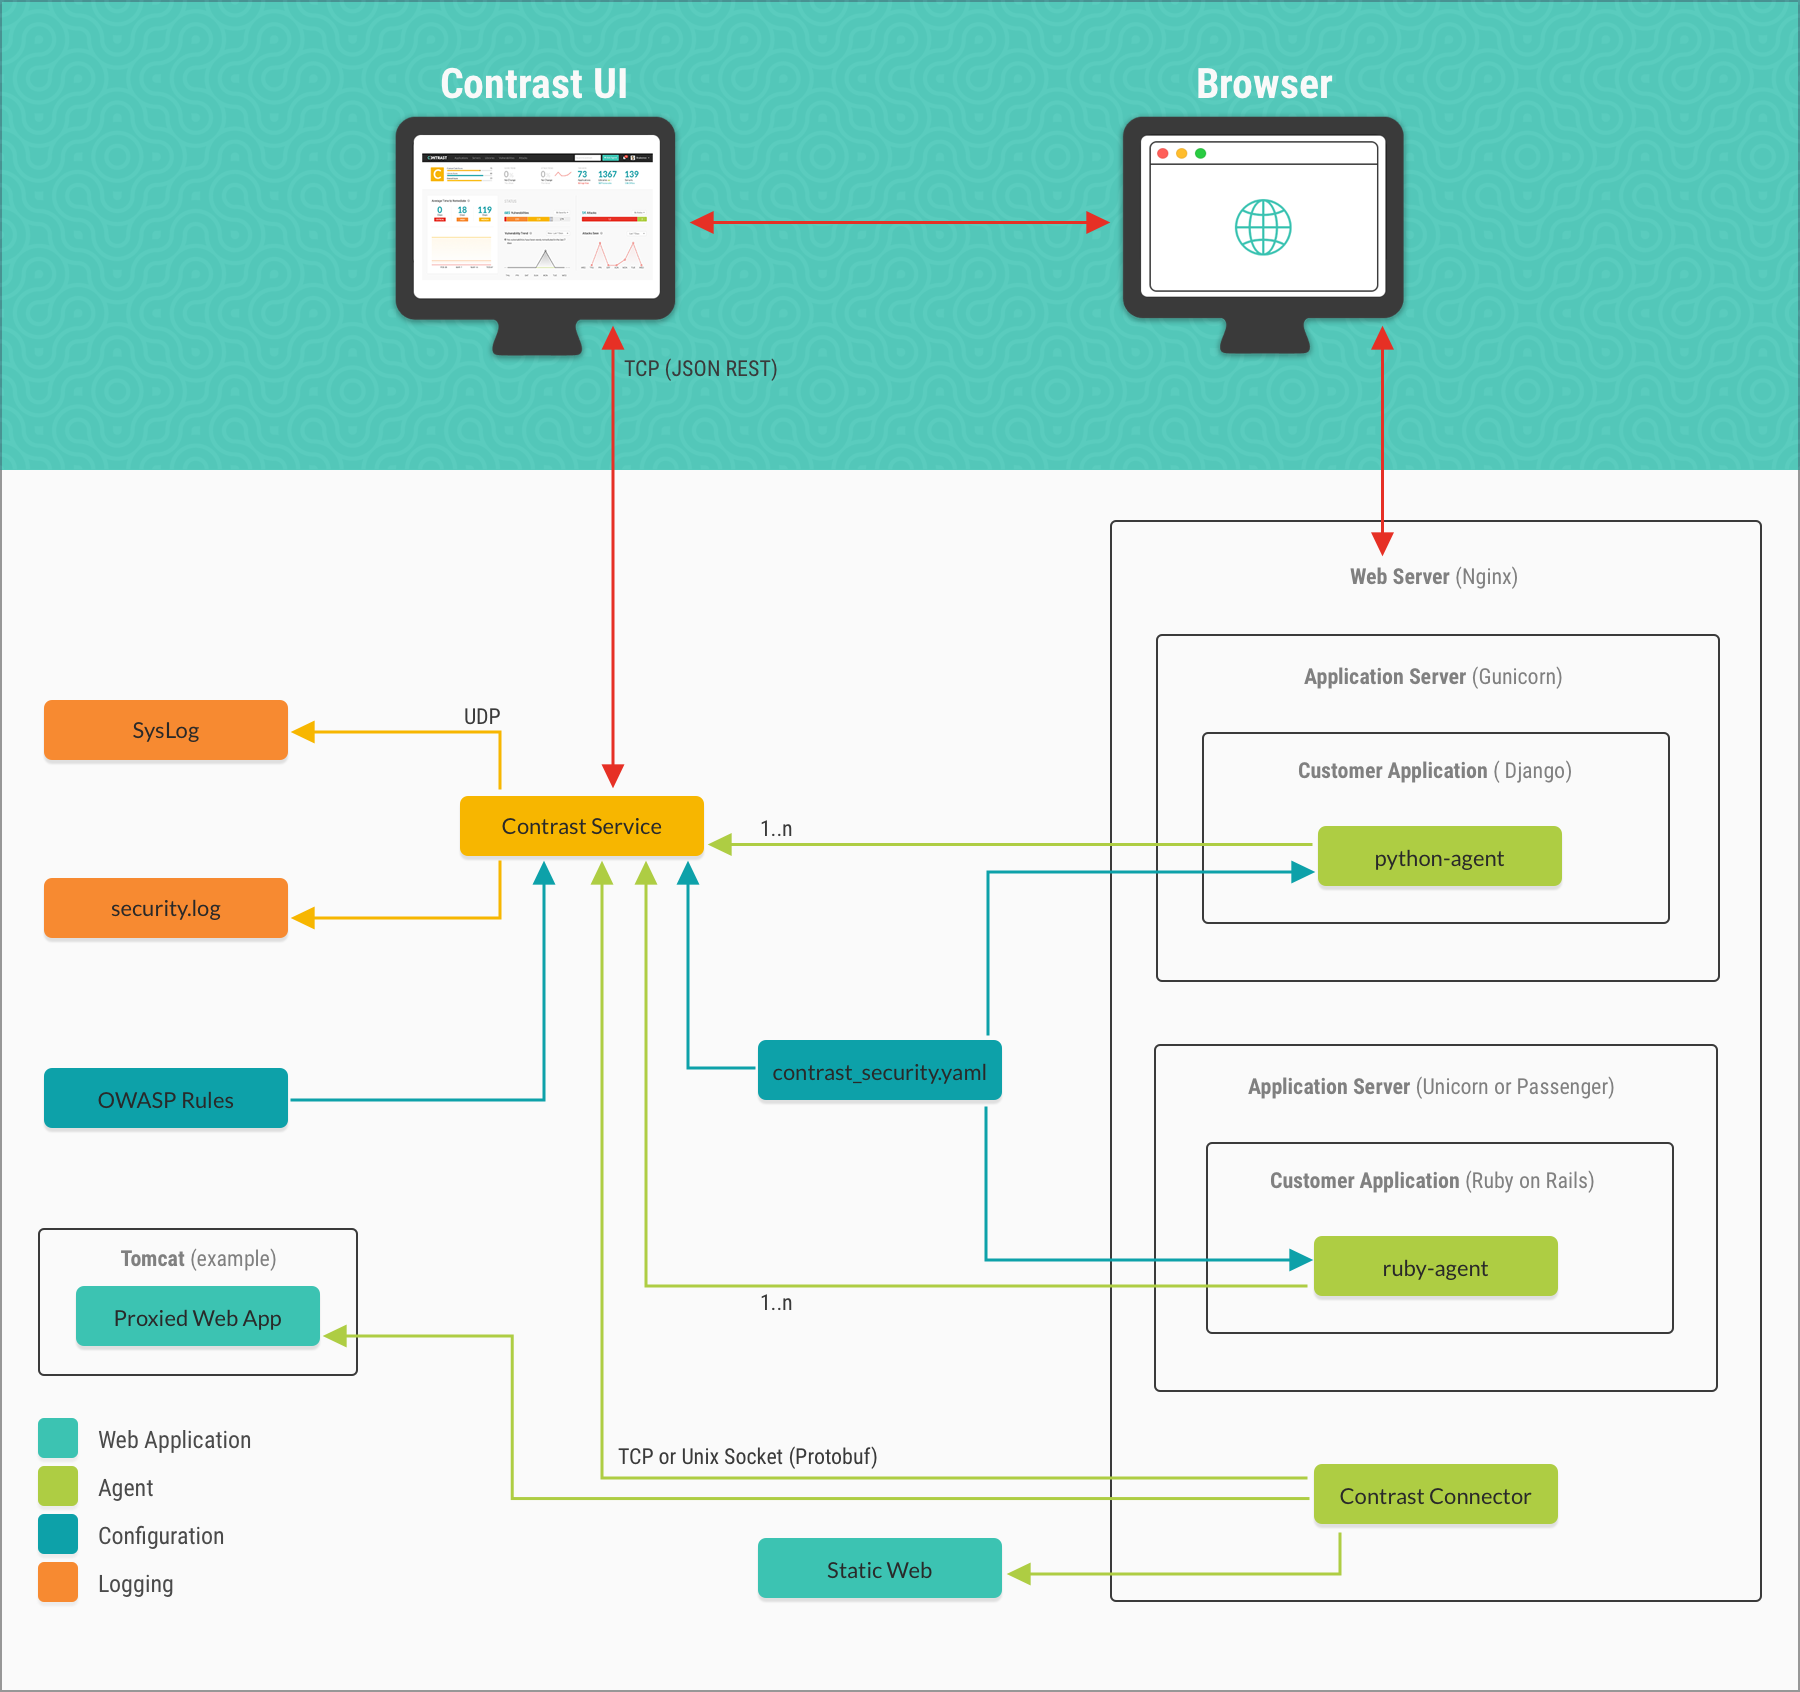 Contrast UI
Browser
CONTRAST
C
0
0
73
1367
139
0
18
119
TCP (JSON REST)
Web Server (Nginx)
Application Server (Gunicorn)
SysLog
UDP
Customer Application ( Django)
Contrast Service
1..n
python-agent
security.log
contrast_security.yaml
OWASP Rules
Application Server (Unicorn or Passenger)
Customer Application (Ruby on Rails)
Tomcat (example)
ruby-agent
1..n
Proxied Web App
Web Application
TCP or Unix Socket (Protobuf)
Agent
Contrast Connector
Configuration
Static Web
Logging